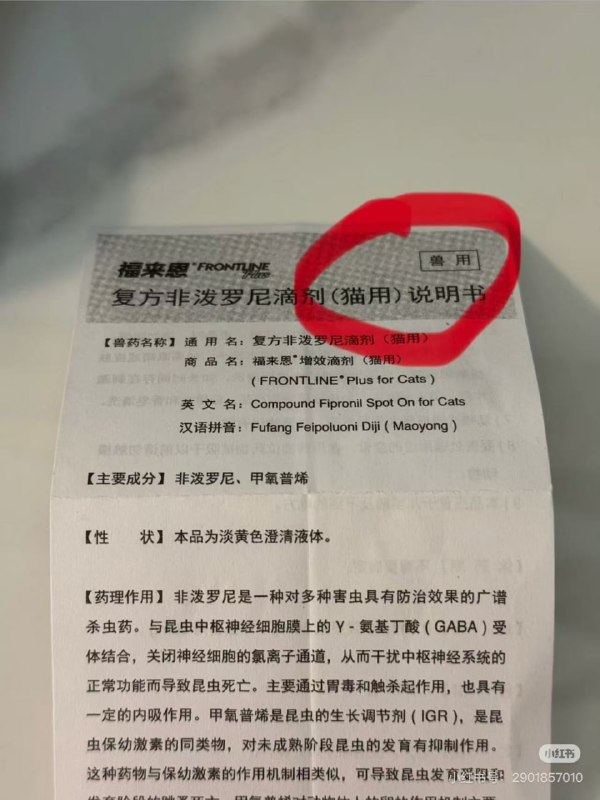 福来恩® FRONTLINE Plus
兽用
复方非泼罗尼滴剂（猫用）说明书
【兽药名称】通用名：复方非泼罗尼滴剂（猫用）
商品名：福来恩®增效滴剂（猫用）
（FRONTLINE® Plus for Cats）
英文名：Compound Fipronil Spot On for Cats
汉语拼音：Fufang Feipoluoni Diji（Maoyong）
【主要成分】非泼罗尼、甲氧普烯
【性　　状】本品为淡黄色澄清液体。
【药理作用】非泼罗尼是一种对多种害虫具有防治效果的广谱
杀虫药。与昆虫中枢神经细胞膜上的 Υ - 氨基丁酸（GABA）受
体结合，关闭神经细胞的氯离子通道，从而干扰中枢神经系统的
正常功能而导致昆虫死亡。主要通过胃毒和触杀起作用，也具有
一定的内吸作用。甲氧普烯是昆虫的生长调节剂（IGR），是昆
虫保幼激素的同类物，对未成熟阶段昆虫的发育有抑制作用。
这种药物与保幼激素的作用机制相类似，可导致昆虫发育受阻和
小红书
小红书号：2901857010